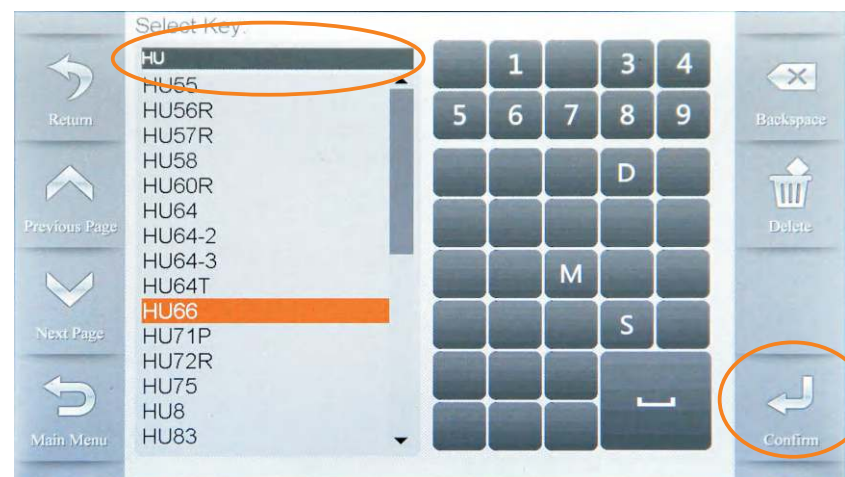 Select Key:
HU
HU55
HU56R
HU57R
HU58
HU60R
HU64
HU64-2
HU64-3
HU64T
HU66
HU71P
HU72R
HU75
HU8
HU83
Return
Previous Page
Next Page
Main Menu
1 3 4
5 6 7 8 9
D
M
S
Backspace
Delete
Confirm